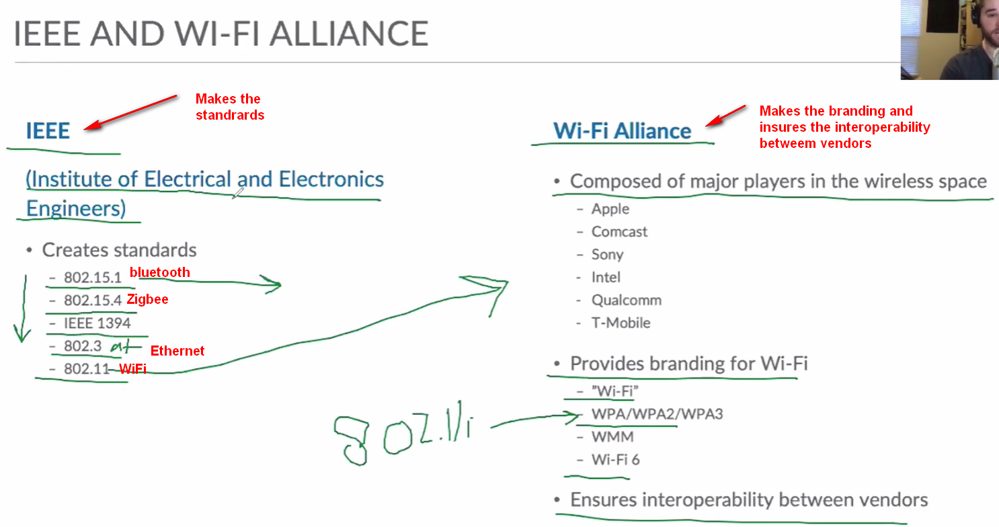 IEEE AND WI-FI ALLIANCE
Makes the
standrards
IEEE
(Institute of Electrical and Electronics
Engineers)
• Creates standards
– 802.15.1 bluetooth
– 802.15.4 Zigbee
– IEEE 1394
– 802.3 at Ethernet
– 802.11 WiFi
802.11i
Makes the branding and
insures the interoperability
betweem vendors
Wi-Fi Alliance
• Composed of major players in the wireless space
– Apple
– Comcast
– Sony
- Intel
- Qualcomm
- T-Mobile
• Provides branding for Wi-Fi
– "Wi-Fi"
– WPA/WPA2/WPA3
– WMM
– Wi-Fi 6
• Ensures interoperability between vendors